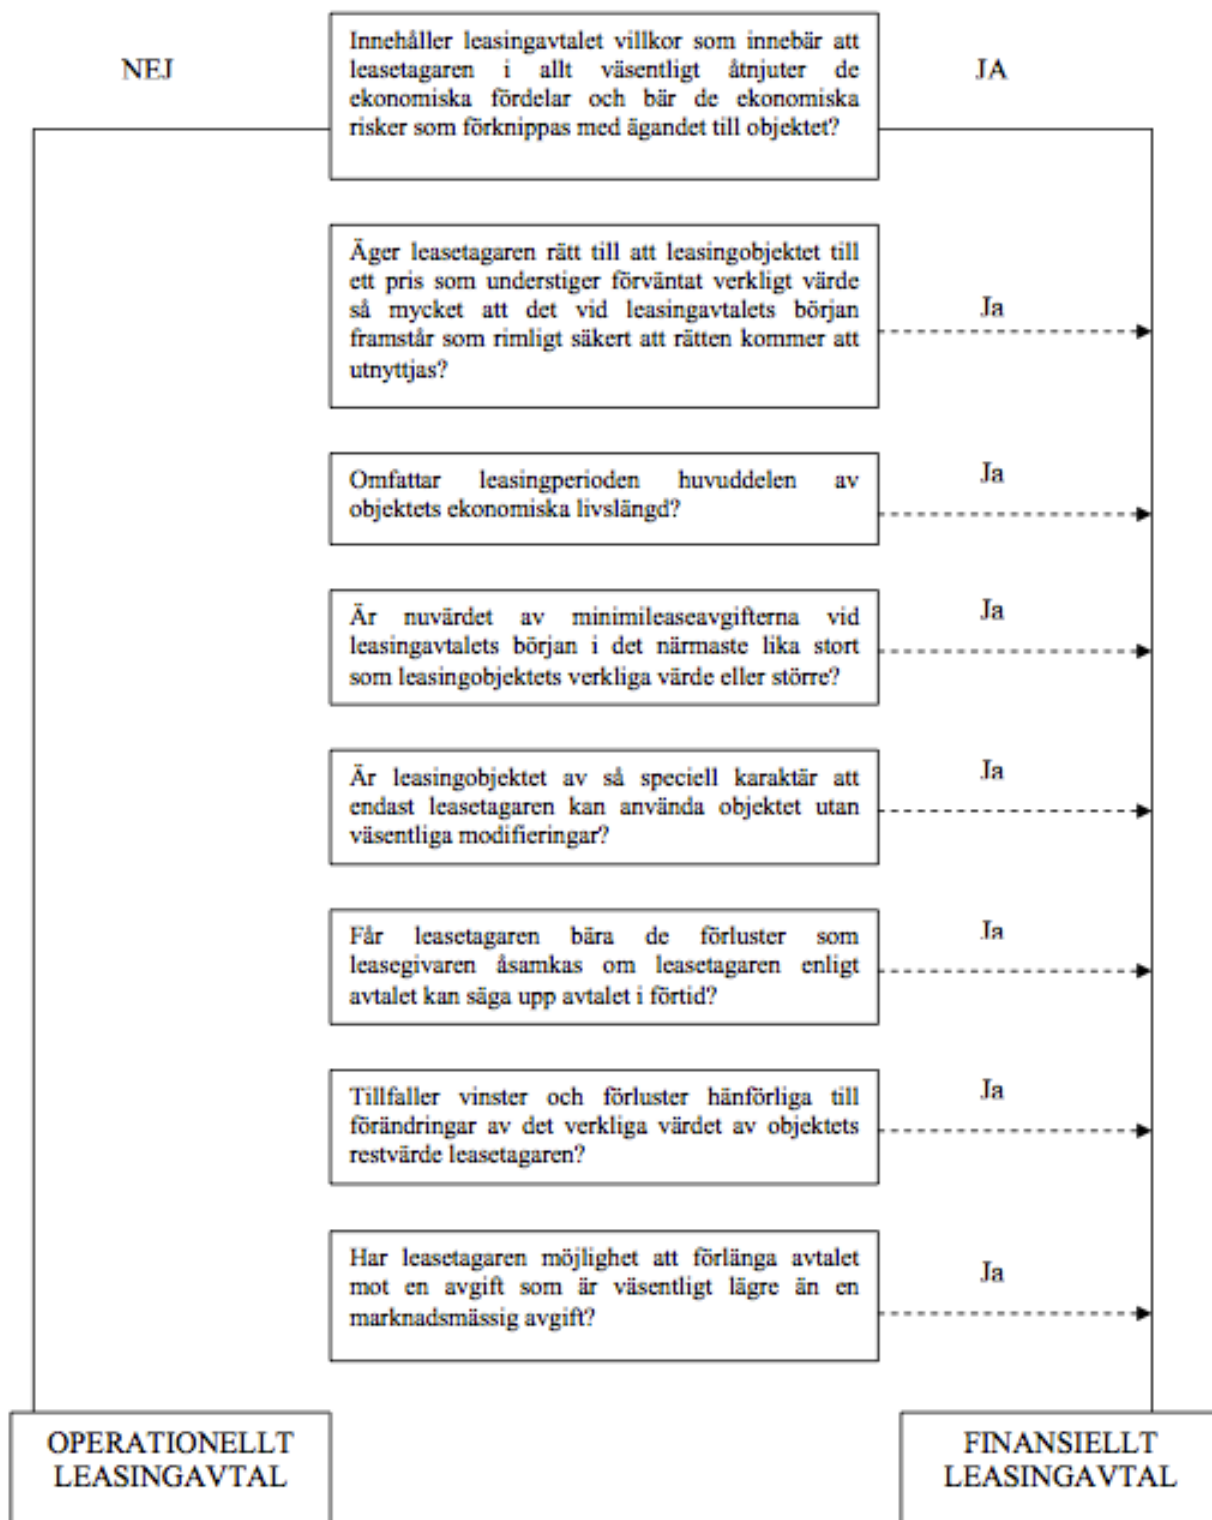 NEJ
Innehåller leasingavtalet villkor som innebär att
leasetagaren i allt väsentligt åtnjuter de
ekonomiska fördelar och bär de ekonomiska
risker som förknippas med ägandet till objektet?
JA
Äger leasetagaren rätt till att leasingobjektet till
ett pris som understiger förväntat verkligt värde
så mycket att det vid leasingavtalets början
framstår som rimligt säkert att rätten kommer att
utnyttjas?
Ja
Omfattar leasingperioden huvuddelen av
objektets ekonomiska livslängd?
Ja
Är nuvärdet av minimileaseavgifterna vid
leasingavtalets början i det närmaste lika stort
som leasingobjektets verkliga värde eller större?
Ja
Är leasingobjektet av så speciell karaktär att
endast leasetagaren kan använda objektet utan
väsentliga modifieringar?
Ja
Får leasetagaren bära de förluster som
leasegivaren åsamkas om leasetagaren enligt
avtalet kan säga upp avtalet i förtid?
Ja
Tillfaller vinster och förluster hänförliga till
förändringar av det verkliga värdet av objektets
restvärde leasetagaren?
Ja
Har leasetagaren möjlighet att förlänga avtalet
mot en avgift som är väsentligt lägre än en
marknadsmässig avgift?
Ja
OPERATIONELLT
LEASINGAVTAL
FINANSIELLT
LEASINGAVTAL